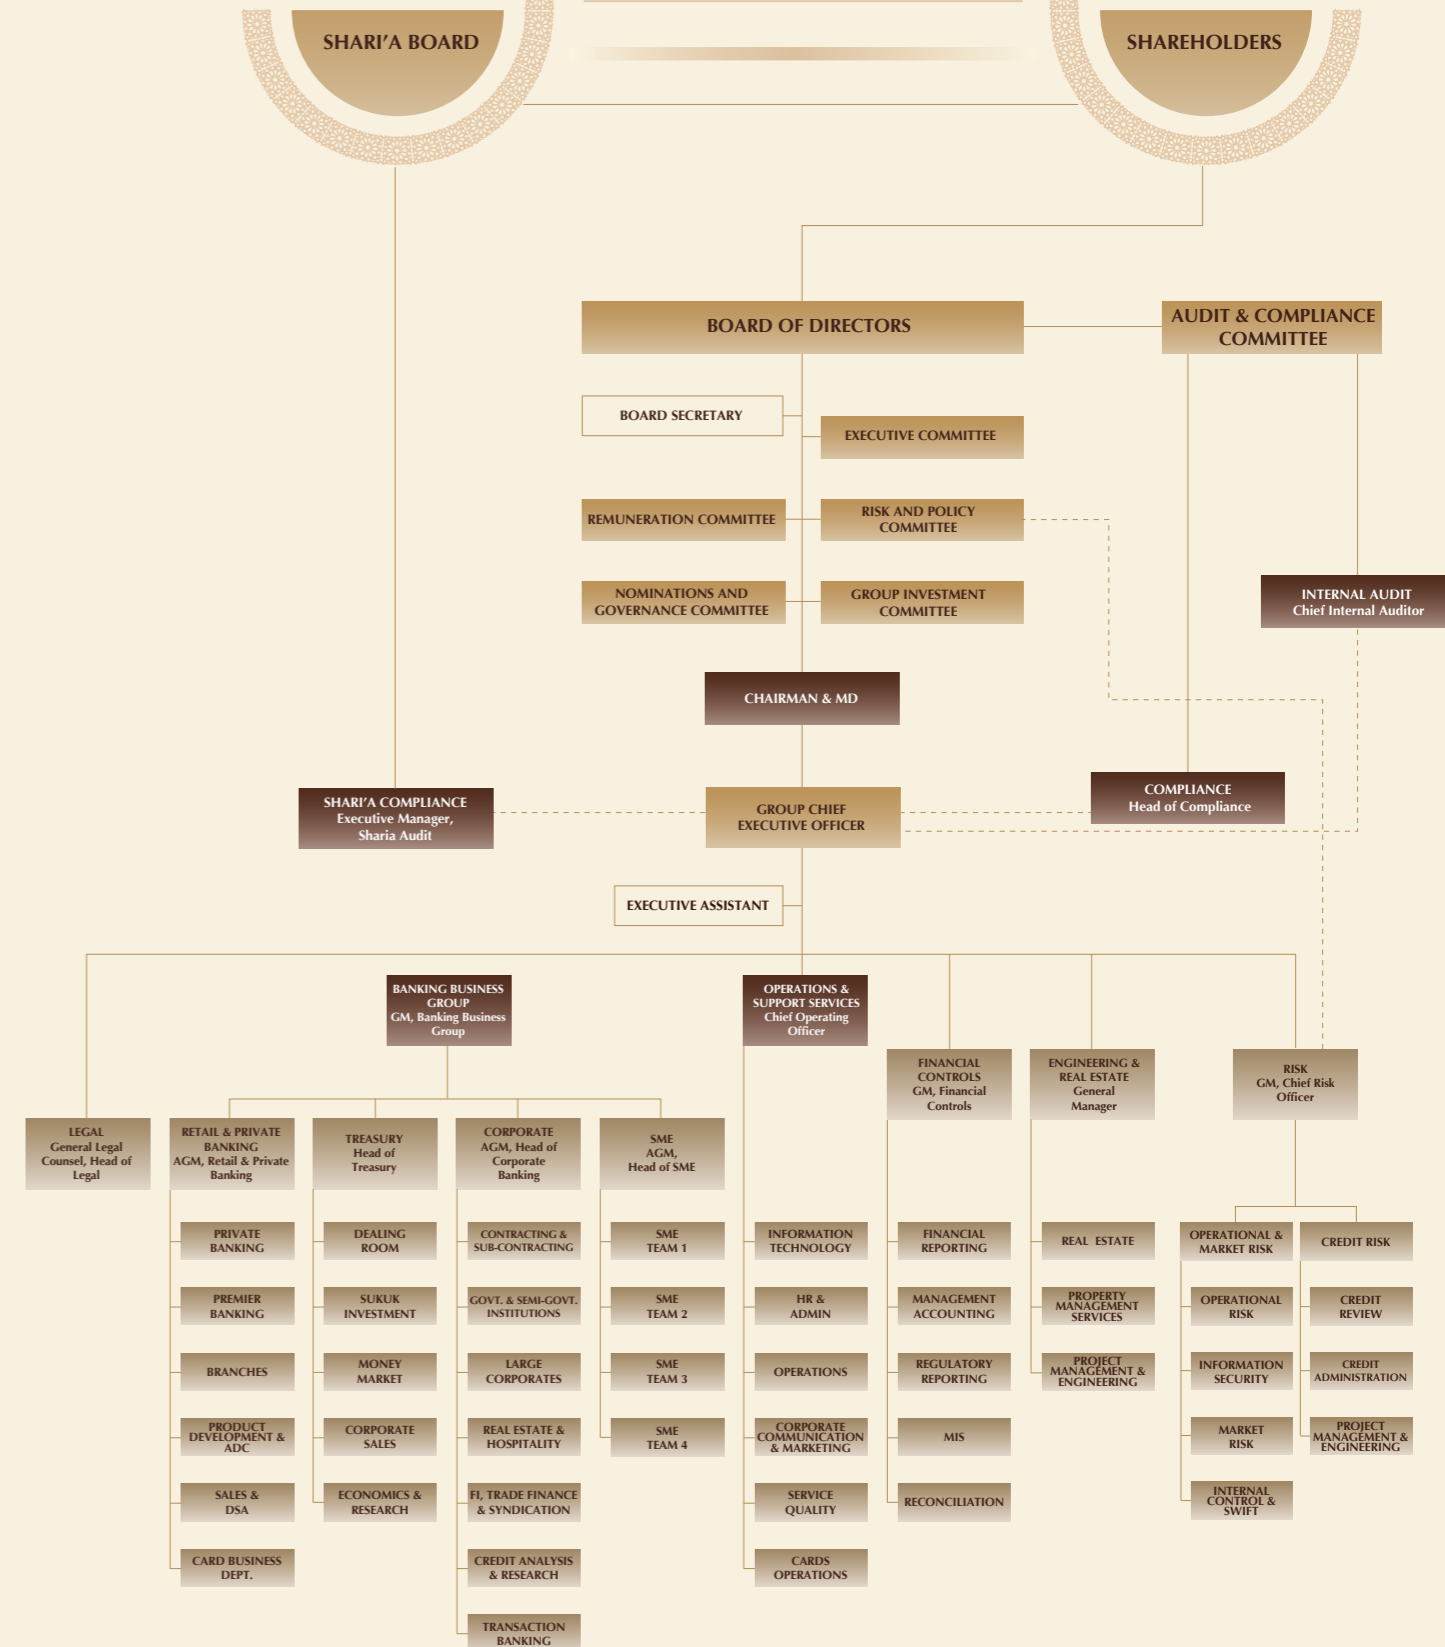 SHARI’A BOARD
SHAREHOLDERS
BOARD OF DIRECTORS
AUDIT & COMPLIANCE
COMMITTEE
BOARD SECRETARY
EXECUTIVE COMMITTEE
REMUNERATION COMMITTEE
RISK AND POLICY
COMMITTEE
NOMINATIONS AND
GOVERNANCE COMMITTEE
GROUP INVESTMENT
COMMITTEE
INTERNAL AUDIT
Chief Internal Auditor
CHAIRMAN & MD
SHARI’A COMPLIANCE
Executive Manager,
Sharia Audit
GROUP CHIEF
EXECUTIVE OFFICER
COMPLIANCE
Head of Compliance
EXECUTIVE ASSISTANT
BANKING BUSINESS
GROUP
GM, Banking Business
Group
OPERATIONS &
SUPPORT SERVICES
Chief Operating
Officer
FINANCIAL
CONTROLS
GM, Financial
Controls
ENGINEERING &
REAL ESTATE
General
Manager
RISK
GM, Chief Risk
Officer
LEGAL
General Legal
Counsel, Head of
Legal
RETAIL & PRIVATE
BANKING
AGM, Retail & Private
Banking
TREASURY
Head of
Treasury
CORPORATE
AGM, Head of
Corporate
Banking
SME
AGM,
Head of SME
PRIVATE
BANKING
PREMIER
BANKING
BRANCHES
PRODUCT
DEVELOPMENT &
ADC
SALES &
DSA
CARD BUSINESS
DEPT.
DEALING
ROOM
SUKUK
INVESTMENT
MONEY
MARKET
CORPORATE
SALES
ECONOMICS &
RESEARCH
CONTRACTING &
SUB-CONTRACTING
GOVT. & SEMI-GOVT.
INSTITUTIONS
LARGE
CORPORATES
REAL ESTATE &
HOSPITALITY
FI, TRADE FINANCE
& SYNDICATION
CREDIT ANALYSIS
& RESEARCH
TRANSACTION
BANKING
SME
TEAM 1
SME
TEAM 2
SME
TEAM 3
SME
TEAM 4
INFORMATION
TECHNOLOGY
HR &
ADMIN
OPERATIONS
CORPORATE
COMMUNICATION
& MARKETING
SERVICE
QUALITY
CARDS
OPERATIONS
FINANCIAL
REPORTING
MANAGEMENT
ACCOUNTING
REGULATORY
REPORTING
MIS
RECONCILIATION
REAL ESTATE
PROPERTY
MANAGEMENT
SERVICES
PROJECT
MANAGEMENT &
ENGINEERING
OPERATIONAL &
MARKET RISK
OPERATIONAL
RISK
INFORMATION
SECURITY
MARKET
RISK
INTERNAL
CONTROL &
SWIFT
CREDIT RISK
CREDIT
REVIEW
CREDIT
ADMINISTRATION
PROJECT
MANAGEMENT &
ENGINEERING